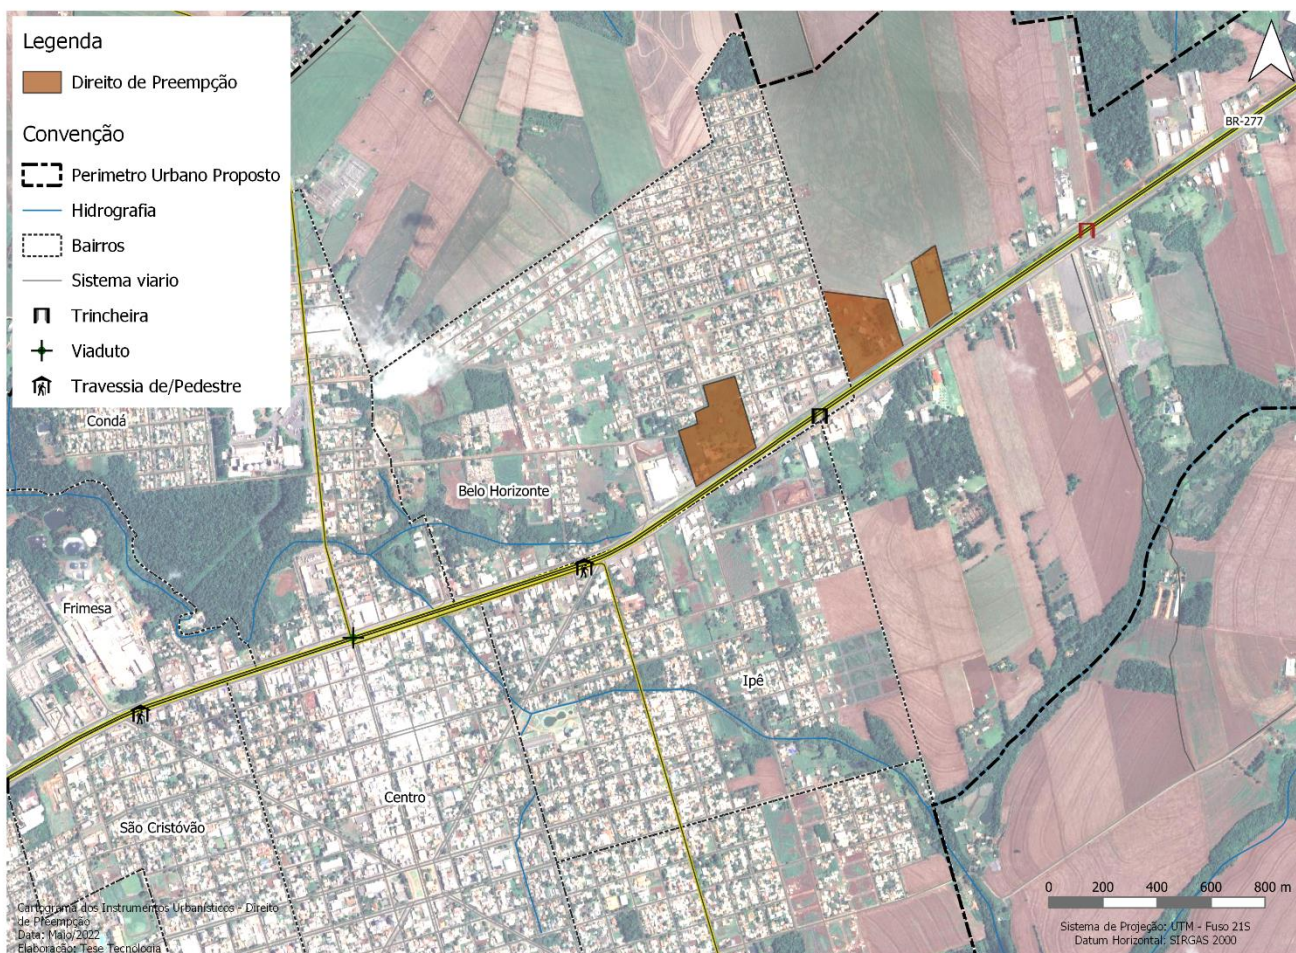 Legenda
Direito de Preempção
Convenção
Perimetro Urbano Proposto
Hidrografia
Bairros
Sistema viario
Trincheira
Viaduto
Travessia de/Pedestre
BR-277
Condá
Belo Horizonte
Frimesa
Ipê
Centro
São Cristóvão
Cartograma dos Instrumentos Urbanísticos - Direito
de Preempção
Data: Maio/2022
Elaboração: Tese Tecnologia
0 200 400 600 800 m
Sistema de Projeção: UTM - Fuso 21S
Datum Horizontal: SIRGAS 2000